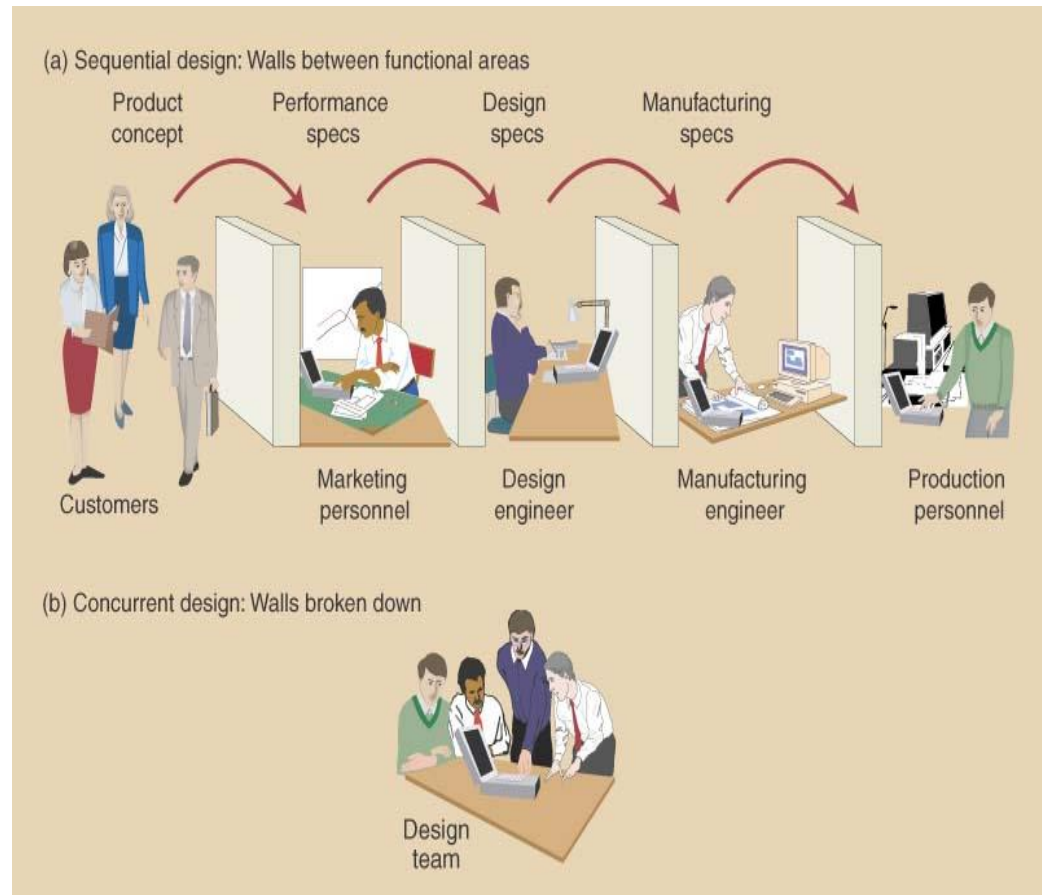 (a) Sequential design: Walls between functional areas
Product
concept
Performance
specs
Design
specs
Manufacturing
specs
Customers
Marketing
personnel
Design
engineer
Manufacturing
engineer
Production
personnel
(b) Concurrent design: Walls broken down
Design
team